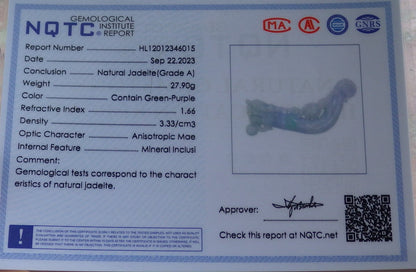 NQTC GEMOLOGICAL INSTITUTE REPORT
MA
GNRS
Report Number HL12012346015
Date Sep 22.2023
Conclusion Natural Jadeite(Grade A)
Weight 27.90g
Color Contain Green-Purple
Refractive Index 1.66
Density 3.33/cm3
Optic Character Anisotropic Mae
Internal Feature Mineral Inclusi
Comment:
Gemological tests correspond to the charact
eristics of natural jadeite.
Approver:
Check this report at NQTC.net